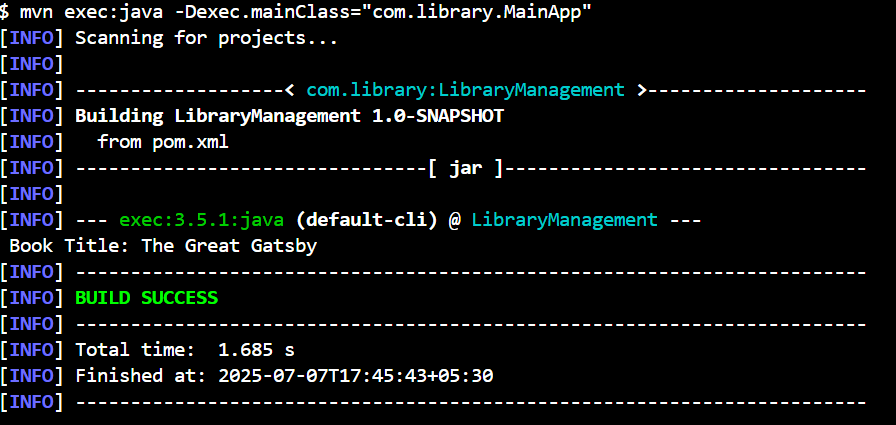 $ mvn exec:java -Dexec.mainClass="com.library.MainApp"
[INFO] Scanning for projects...
[INFO]
[INFO] -------------------< com.library:LibraryManagement >--------------------
[INFO] Building LibraryManagement 1.0-SNAPSHOT
[INFO]   from pom.xml
[INFO] --------------------------------[ jar ]---------------------------------
[INFO]
[INFO] --- exec:3.5.1:java (default-cli) @ LibraryManagement ---
 Book Title: The Great Gatsby
[INFO] ------------------------------------------------------------------------
[INFO] BUILD SUCCESS
[INFO] ------------------------------------------------------------------------
[INFO] Total time:  1.685 s
[INFO] Finished at: 2025-07-07T17:45:43+05:30
[INFO] ------------------------------------------------------------------------